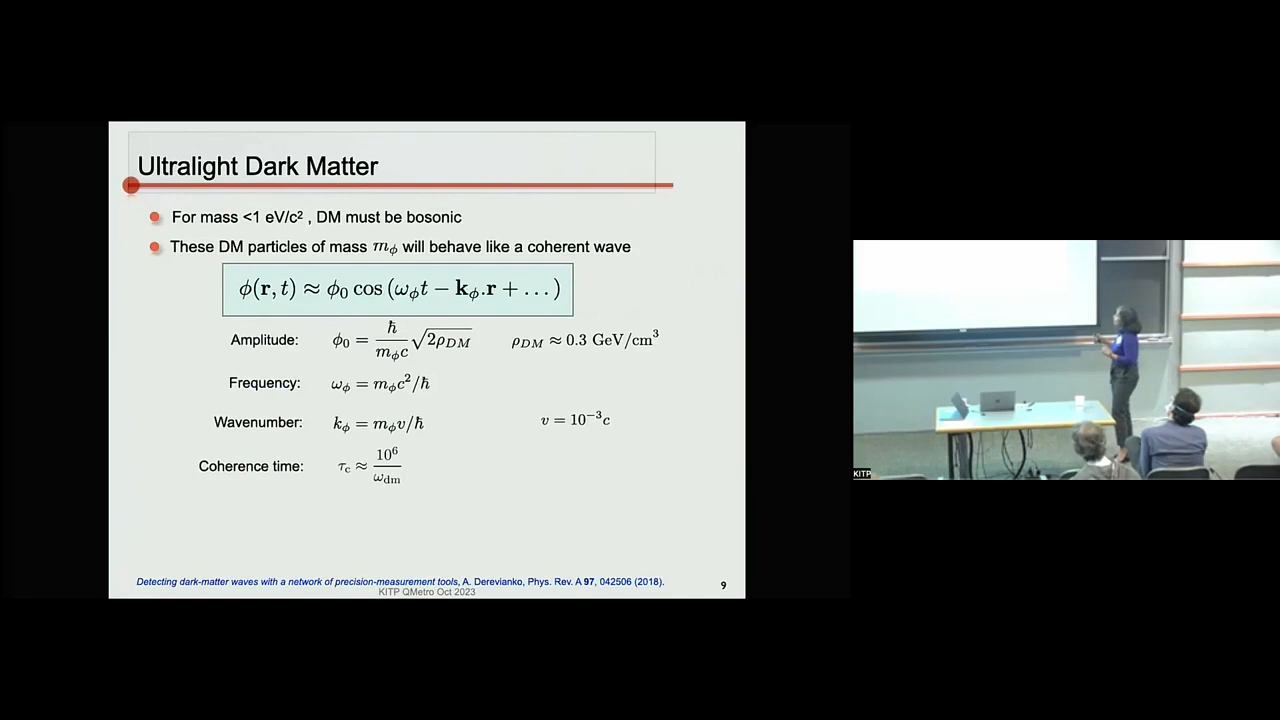 Ultralight Dark Matter
For mass <1 eV/c² , DM must be bosonic
These DM particles of mass m_ϕ will behave like a coherent wave
ϕ(r, t) ≈ ϕ₀ cos (ω_ϕt − k_ϕ.r + . . . )
Amplitude: ϕ₀ = ħ/(m_ϕc) √(2ρ_DM) ρ_DM ≈ 0.3 GeV/cm³
Frequency: ω_ϕ = m_ϕc²/ħ
Wavenumber: k_ϕ = m_ϕv/ħ v = 10⁻³c
Coherence time: τ_c ≈ 10⁶/ω_dm
Detecting dark-matter waves with a network of precision-measurement tools, A. Derevianko, Phys. Rev. A 97, 042506 (2018).
KITP QMetro Oct 2023
9
KITP